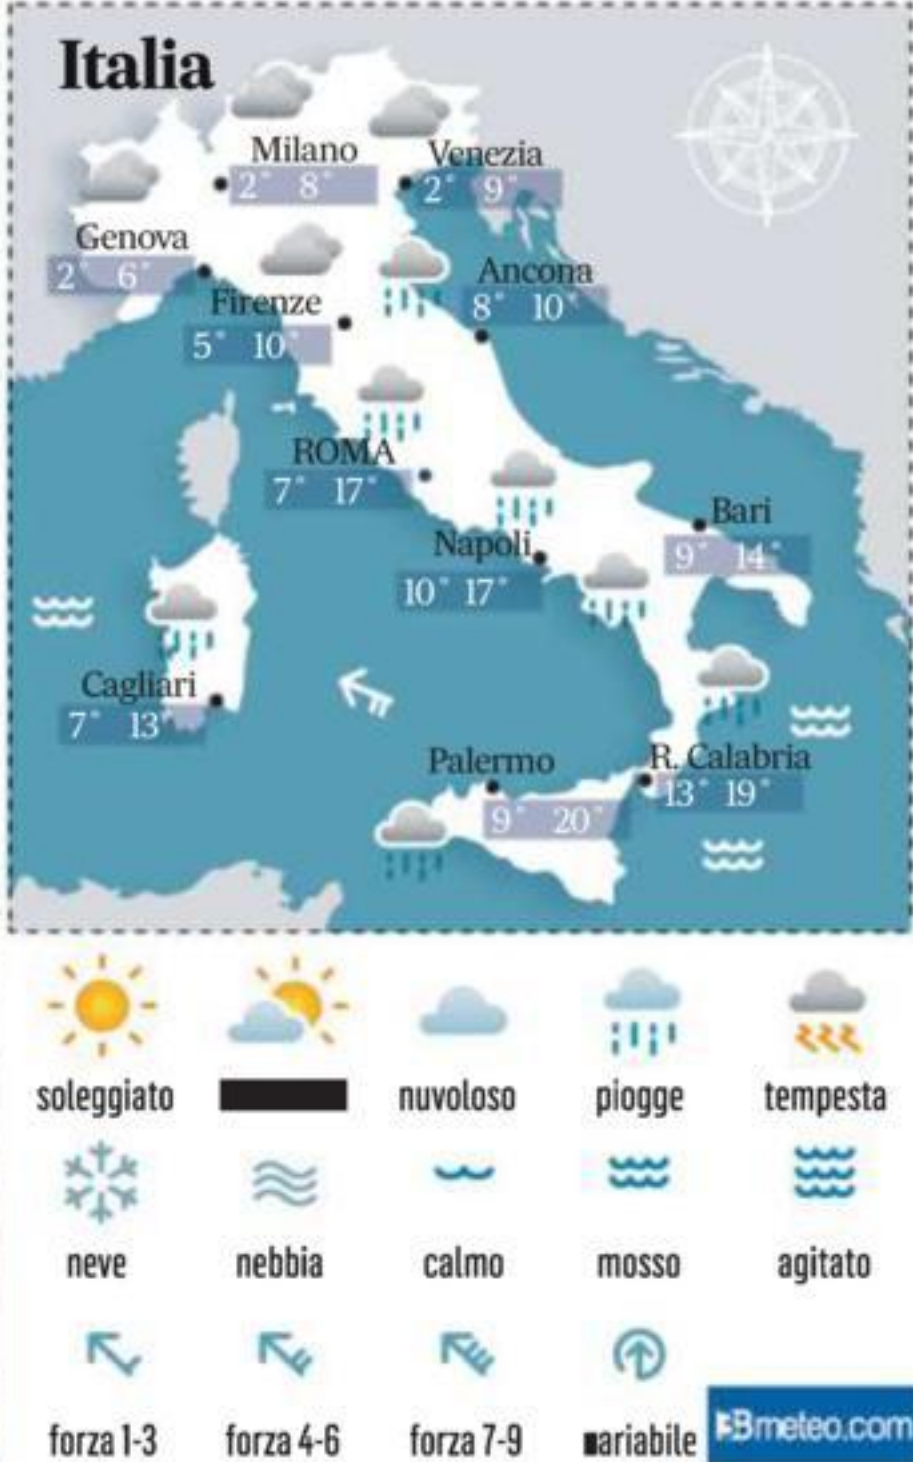 Italia
Milano
2° 8°
Venezia
2° 9°
Genova
2° 6°
Ancona
8° 10°
Firenze
5° 10°
ROMA
7° 17°
Bari
9° 14°
Napoli
10° 17°
Cagliari
7° 13°
Palermo
9° 20°
R. Calabria
13° 19°
soleggiato
nuvoloso
piogge
tempesta
neve
nebbia
calmo
mosso
agitato
forza 1-3
forza 4-6
forza 7-9
ariabile
3Bmeteo.com